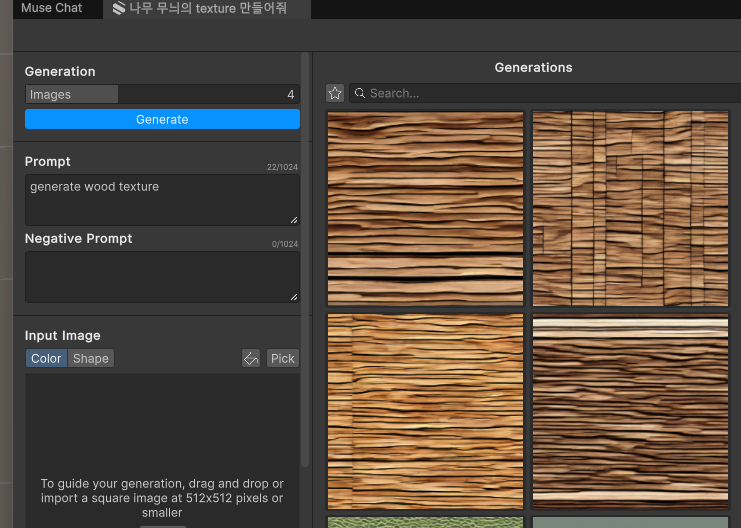 Muse Chat
나무 무늬의 texture 만들어줘
Generation
Images 4
Generate
Prompt
22/1024
generate wood texture
Negative Prompt
0/1024
Input Image
Color Shape Pick
To guide your generation, drag and drop or
import a square image at 512x512 pixels or
smaller
Generations
Search...